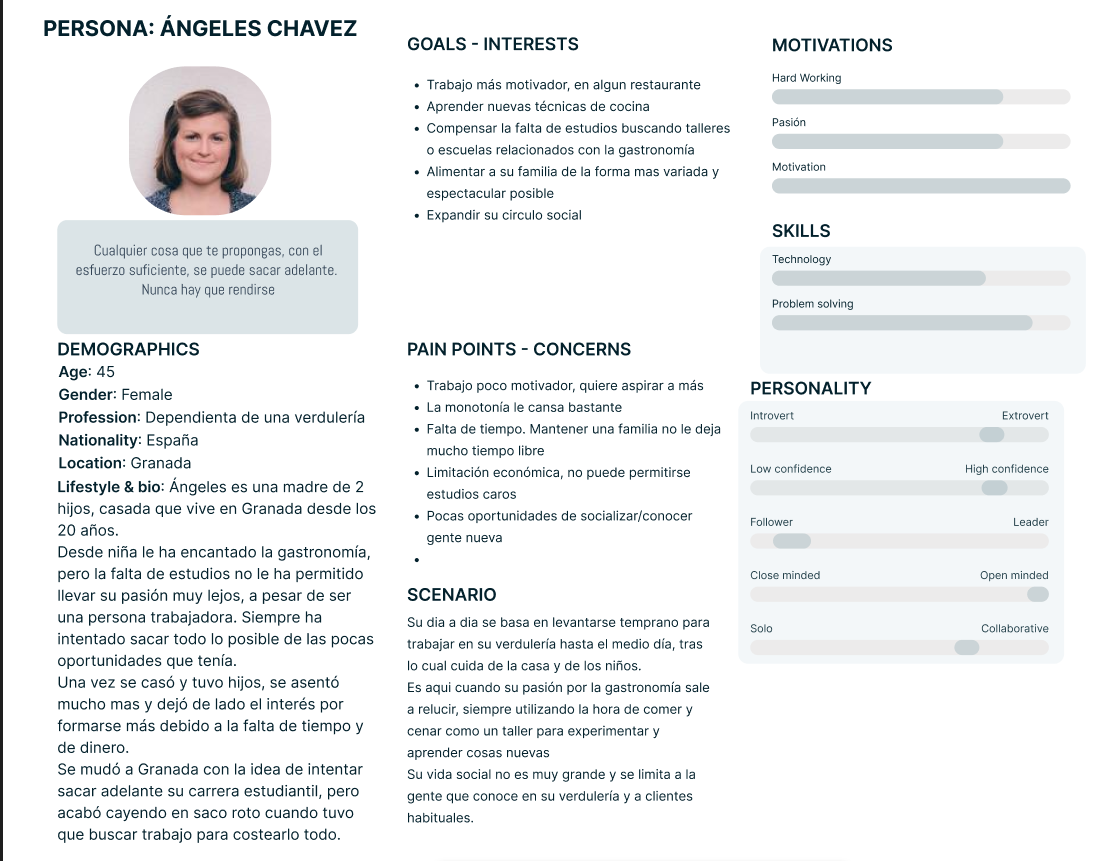 PERSONA: ÁNGELES CHAVEZ
Cualquier cosa que te propongas, con el
esfuerzo suficiente, se puede sacar adelante.
Nunca hay que rendirse
DEMOGRAPHICS
Age: 45
Gender: Female
Profession: Dependienta de una verdulería
Nationality: España
Location: Granada
Lifestyle & bio: Ángeles es una madre de 2
hijos, casada que vive en Granada desde los
20 años.
Desde niña le ha encantado la gastronomía,
pero la falta de estudios no le ha permitido
llevar su pasión muy lejos, a pesar de ser
una persona trabajadora. Siempre ha
intentado sacar todo lo posible de las pocas
oportunidades que tenía.
Una vez se casó y tuvo hijos, se asentó
mucho mas y dejó de lado el interés por
formarse más debido a la falta de tiempo y
de dinero.
Se mudó a Granada con la idea de intentar
sacar adelante su carrera estudiantil, pero
acabó cayendo en saco roto cuando tuvo
que buscar trabajo para costearlo todo.
GOALS - INTERESTS
• Trabajo más motivador, en algun restaurante
• Aprender nuevas técnicas de cocina
• Compensar la falta de estudios buscando talleres
o escuelas relacionados con la gastronomía
• Alimentar a su familia de la forma mas variada y
espectacular posible
• Expandir su circulo social
PAIN POINTS - CONCERNS
• Trabajo poco motivador, quiere aspirar a más
• La monotonía le cansa bastante
• Falta de tiempo. Mantener una familia no le deja
mucho tiempo libre
• Limitación económica, no puede permitirse
estudios caros
• Pocas oportunidades de socializar/conocer
gente nueva
•
SCENARIO
Su dia a dia se basa en levantarse temprano para
trabajar en su verdulería hasta el medio día, tras
lo cual cuida de la casa y de los niños.
Es aqui cuando su pasión por la gastronomía sale
a relucir, siempre utilizando la hora de comer y
cenar como un taller para experimentar y
aprender cosas nuevas
Su vida social no es muy grande y se limita a la
gente que conoce en su verdulería y a clientes
habituales.
MOTIVATIONS
Hard Working
Pasión
Motivation
SKILLS
Technology
Problem solving
PERSONALITY
Introvert Extrovert
Low confidence High confidence
Follower Leader
Close minded Open minded
Solo Collaborative